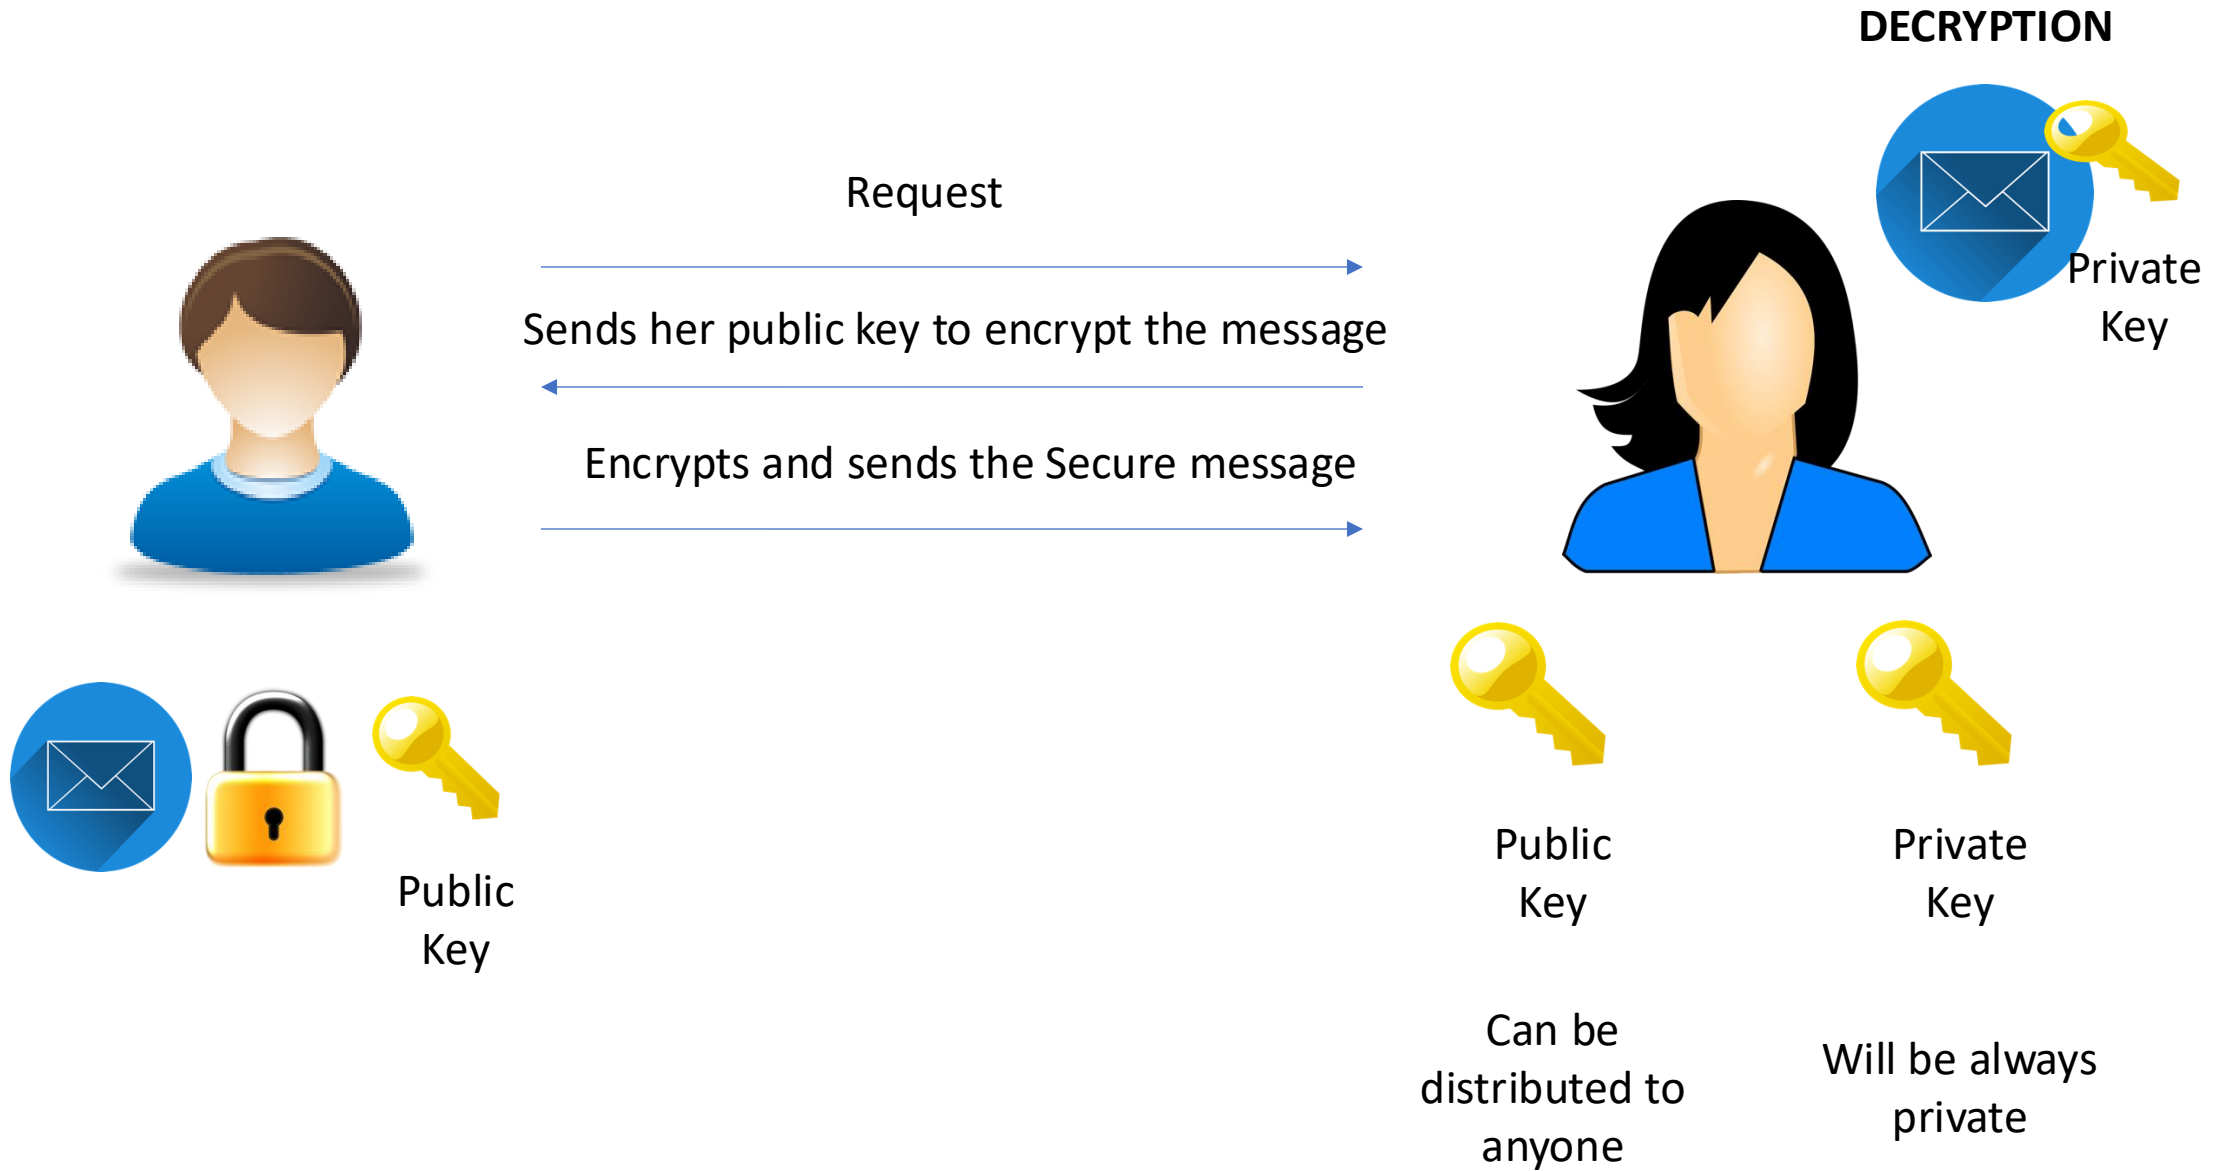 DECRYPTION
Request
Private
Key
Sends her public key to encrypt the message
Encrypts and sends the Secure message
Public
Key
Public
Key
Private
Key
Can be
distributed to
anyone
Will be always
private